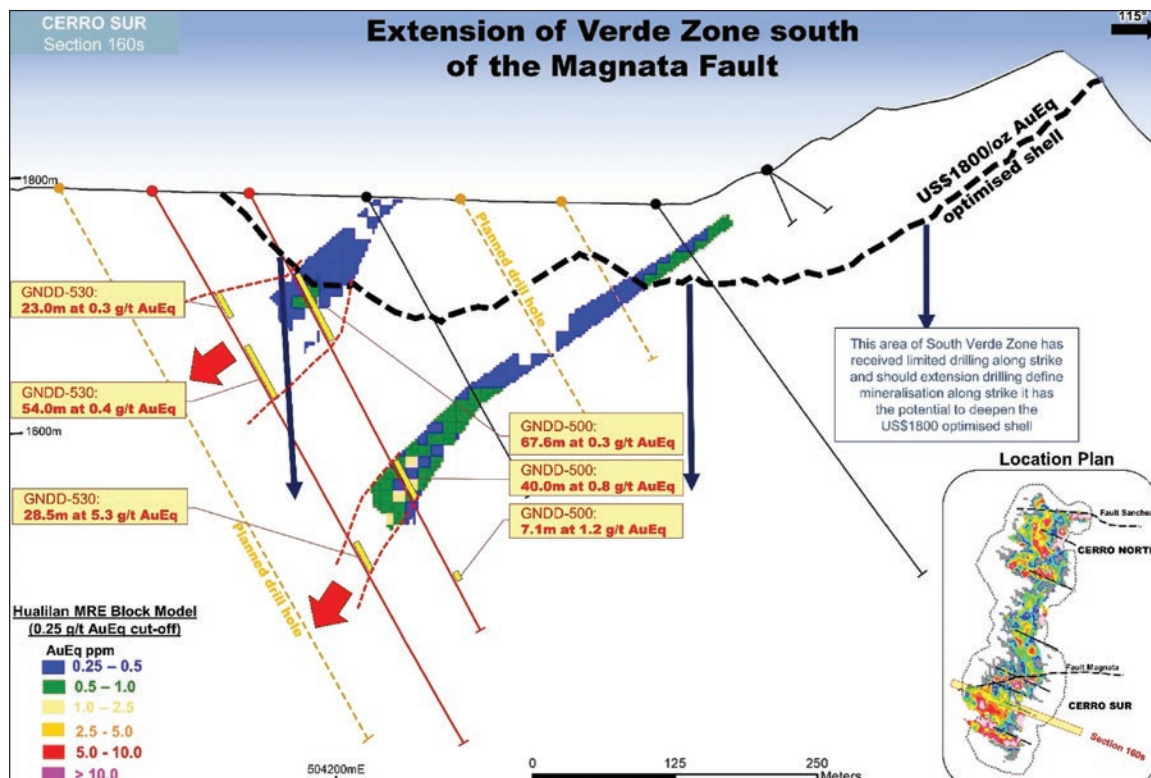 CERRO SUR
Section 160s
Extension of Verde Zone south
of the Magnata Fault
115°
1800m
US$1800/oz AuEq
optimised shell
Planned drill hole
GNDD-530:
23.0m at 0.3 g/t AuEq
GNDD-530:
54.0m at 0.4 g/t AuEq
This area of South Verde Zone has
received limited drilling along strike
and should extension drilling define
mineralisation along strike it has
the potential to deepen the
US$1800 optimised shell
1600m
GNDD-500:
67.6m at 0.3 g/t AuEq
GNDD-500:
40.0m at 0.8 g/t AuEq
GNDD-530:
28.5m at 5.3 g/t AuEq
GNDD-500:
7.1m at 1.2 g/t AuEq
Planned drill hole
Location Plan
Fault Sanchez
CERRO NORTE
Fault Magnata
CERRO SUR
Section 160s
Hualilan MRE Block Model
(0.25 g/t AuEq cut-off)
AuEq ppm
0.25 – 0.5
0.5 – 1.0
1.0 – 2.5
2.5 - 5.0
5.0 - 10.0
> 10.0
504200mE
0
125
250
Meters